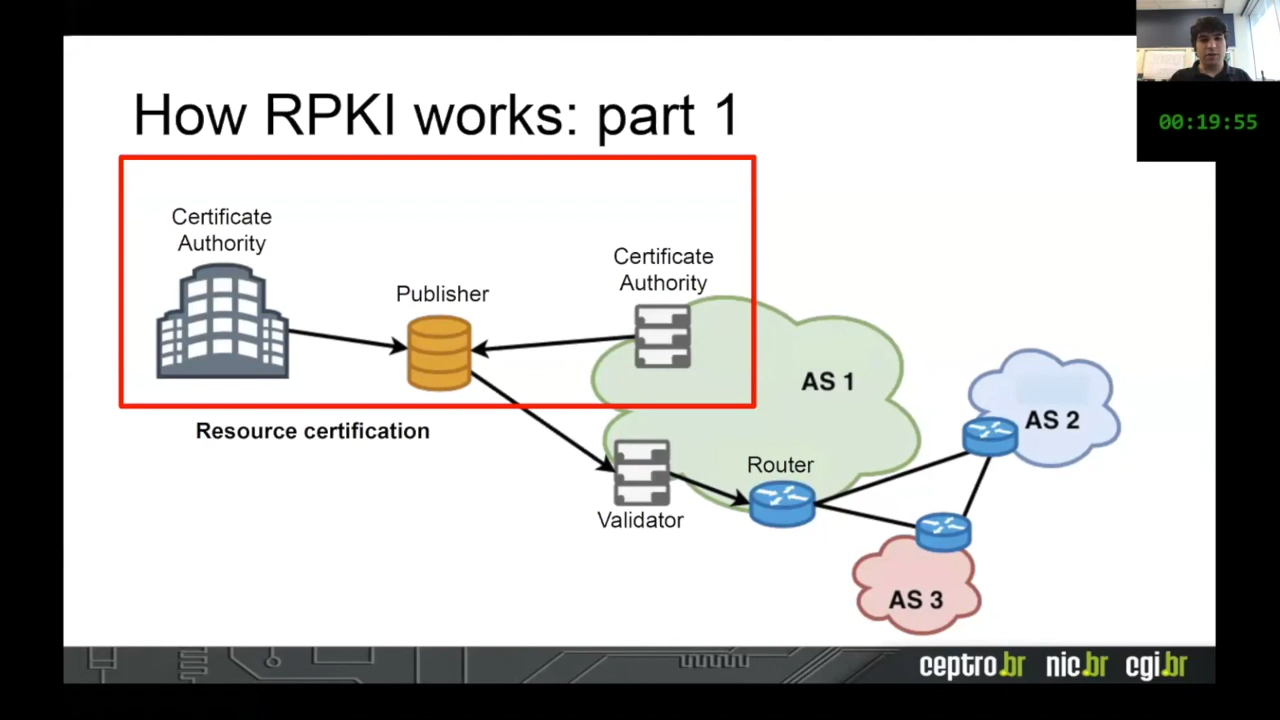 How RPKI works: part 1
00:19:55
Certificate
Authority
Certificate
Authority
Publisher
AS 1
AS 2
Resource certification
Router
Validator
AS 3
ceptro.br nic.br cgi.br